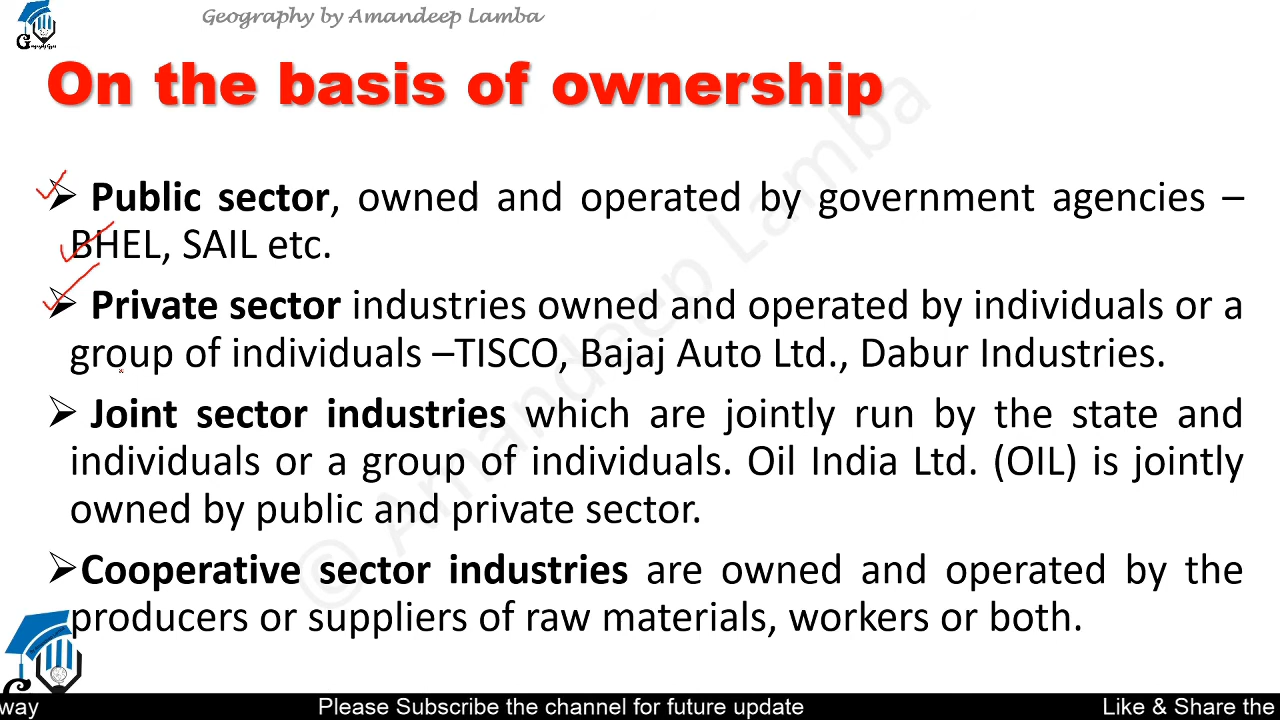 Geography by Amandeep Lamba
On the basis of ownership
➢ Public sector, owned and operated by government agencies –
BHEL, SAIL etc.
➢ Private sector industries owned and operated by individuals or a
group of individuals –TISCO, Bajaj Auto Ltd., Dabur Industries.
➢ Joint sector industries which are jointly run by the state and
individuals or a group of individuals. Oil India Ltd. (OIL) is jointly
owned by public and private sector.
➢Cooperative sector industries are owned and operated by the
producers or suppliers of raw materials, workers or both.
© Amandeep Lamba
way Please Subscribe the channel for future update Like & Share the